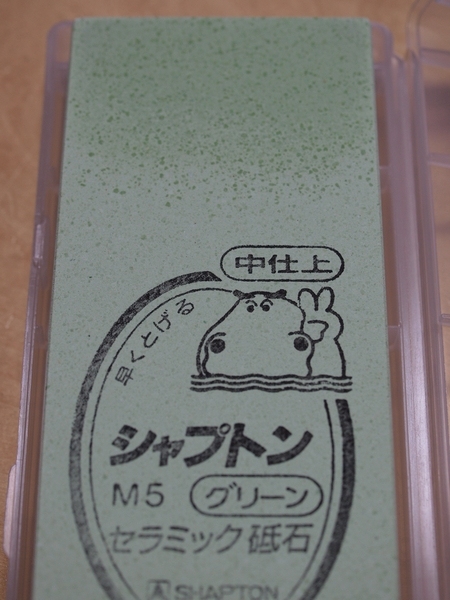 中仕上
早くとげる
シャプトン
M5 グリーン
セラミック砥石
SHAPTON